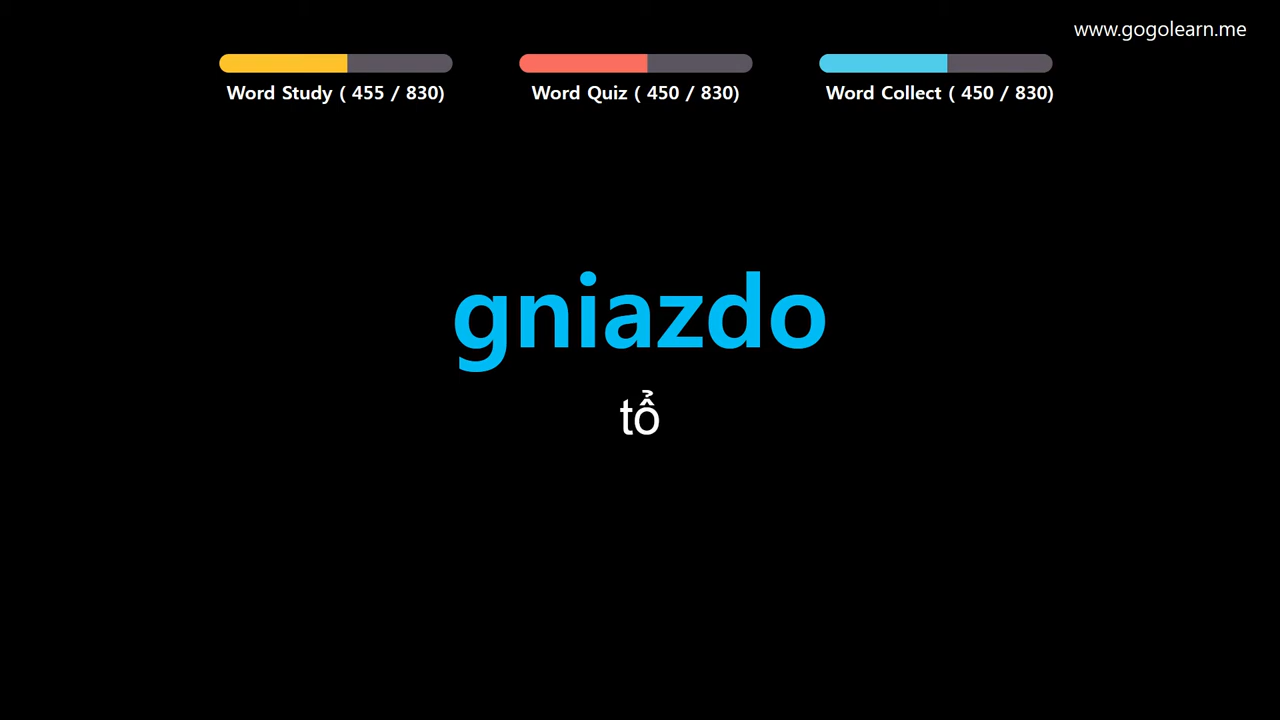 www.gogolearn.me
Word Study ( 455 / 830)
Word Quiz ( 450 / 830)
Word Collect ( 450 / 830)
gniazdo
tổ